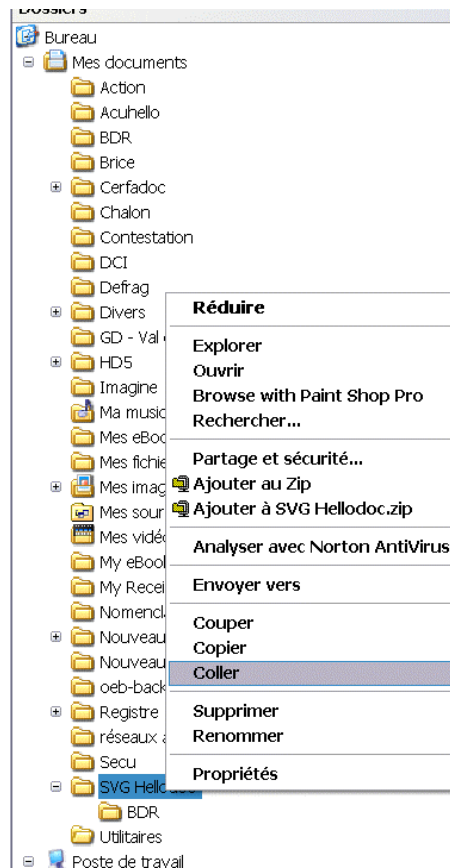 Dossiers
Bureau
Mes documents
Action
Acuhello
BDR
Brice
Cerfadoc
Chalon
Contestation
DCI
Defrag
Divers
GD - Val
HD5
Imagine
Ma music
Mes eBoo
Mes fichie
Mes imag
Mes sour
Mes vidéo
My eBook
My Recei
Nomencl
Nouveau
Nouveau
oeb-back
Registre
réseaux
Secu
SVG Hellodoc
BDR
Utilitaires
Poste de travail
Réduire
Explorer
Ouvrir
Browse with Paint Shop Pro
Rechercher...
Partage et sécurité...
Ajouter au Zip
Ajouter à SVG Hellodoc.zip
Analyser avec Norton AntiVirus
Envoyer vers
Couper
Copier
Coller
Supprimer
Renommer
Propriétés